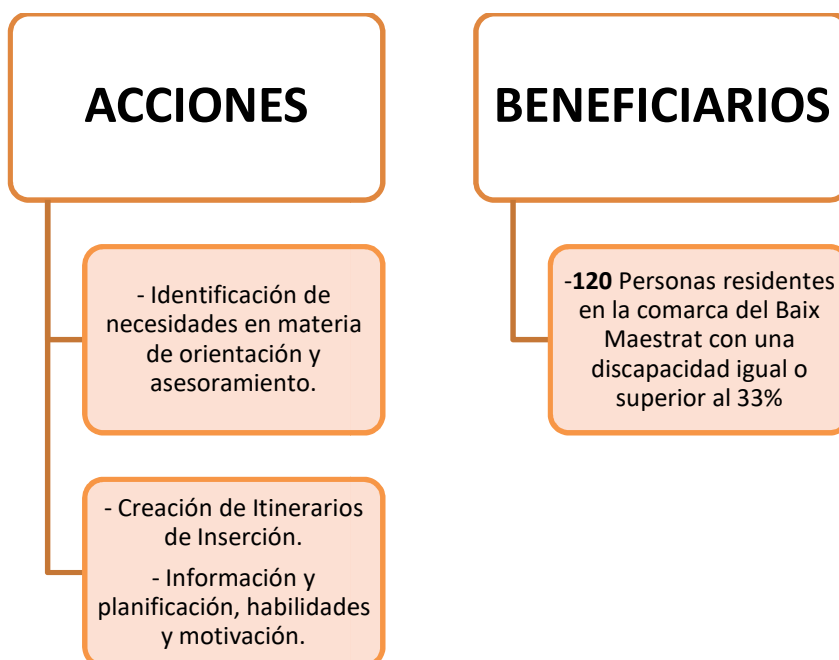 ACCIONES
- Identificación de
necesidades en materia
de orientación y
asesoramiento.
- Creación de Itinerarios
de Inserción.
- Información y
planificación, habilidades
y motivación.
BENEFICIARIOS
-120 Personas residentes
en la comarca del Baix
Maestrat con una
discapacidad igual o
superior al 33%